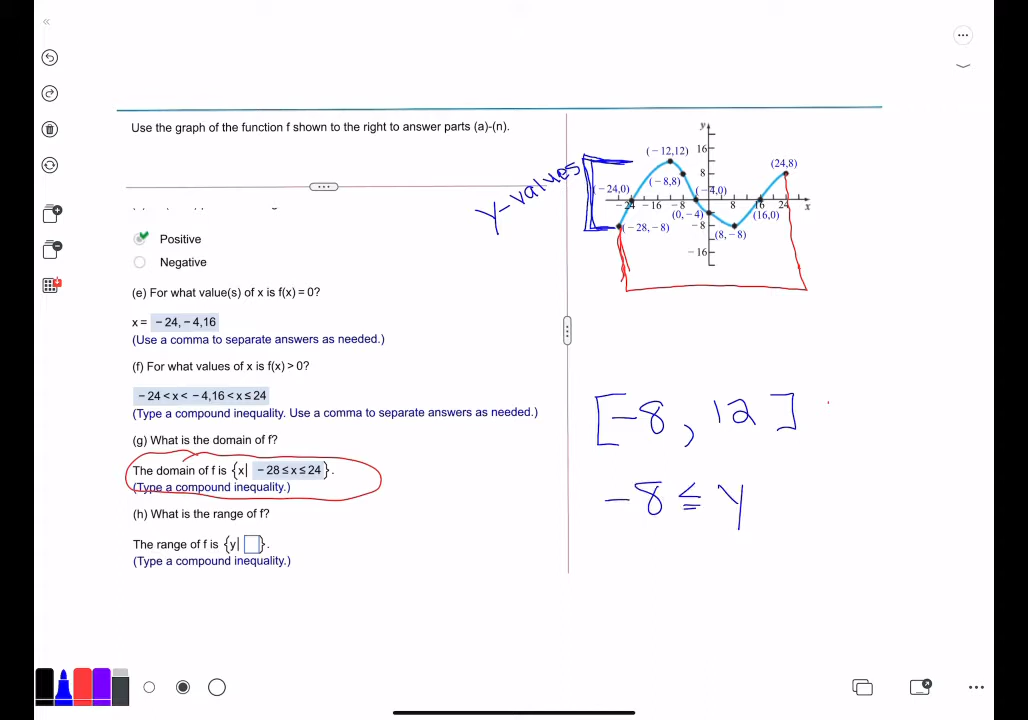 Use the graph of the function f shown to the right to answer parts (a)-(n).
Positive
Negative
(e) For what value(s) of x is f(x) = 0?
x = − 24, − 4,16
(Use a comma to separate answers as needed.)
(f) For what values of x is f(x) > 0?
− 24 < x < − 4,16 < x ≤ 24
(Type a compound inequality. Use a comma to separate answers as needed.)
(g) What is the domain of f?
The domain of f is {x| − 28 ≤ x ≤ 24}.
(Type a compound inequality.)
(h) What is the range of f?
The range of f is {y| }.
(Type a compound inequality.)
y
(− 12,12) 16
(24,8)
8
(− 8,8)
(− 24,0) (− 4,0)
− 24 − 16 − 8 8 16 24 x
(0, − 4) (16,0)
(− 28, − 8) − 8 (8, − 8)
− 16
Y-values
[-8, 12]
-8 ≤ y